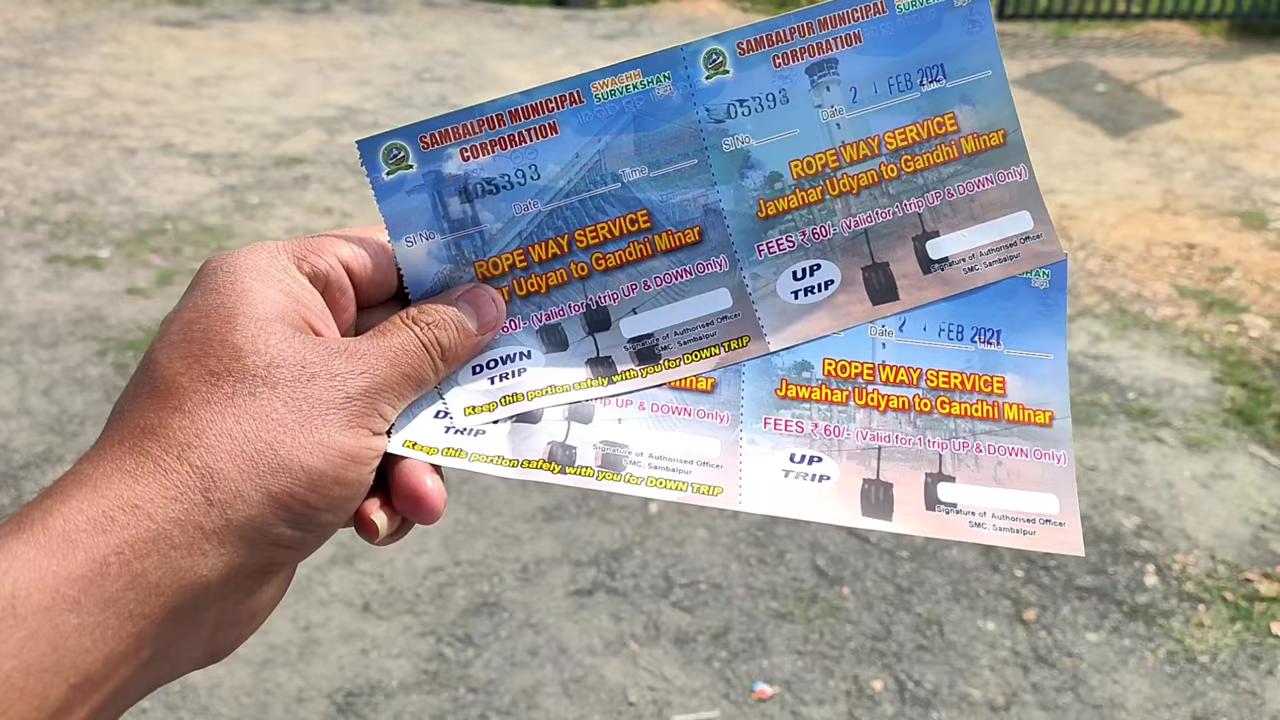 SAMBALPUR MUNICIPAL
CORPORATION
SWACHH
SURVEKSHAN
2021
05393
Sl No.
Date Time
ROPE WAY SERVICE
r Udyan to Gandhi Minar
60/- (Valid for 1 trip UP & DOWN Only)
DOWN
TRIP
Signature of Authorised Officer
SMC, Sambalpur
Keep this portion safely with you for DOWN TRIP
SAMBALPUR MUNICIPAL
CORPORATION
05393
Sl No.
Date 2 1 FEB 2021 Time
ROPE WAY SERVICE
Jawahar Udyan to Gandhi Minar
FEES ₹ 60/- (Valid for 1 trip UP & DOWN Only)
UP
TRIP
Signature of Authorised Officer
SMC, Sambalpur
Minar
trip UP & DOWN Only)
TRIP
Signature of Authorised Officer
SMC, Sambalpur
Keep this portion safely with you for DOWN TRIP
Date 2 1 FEB 2021 Time
ROPE WAY SERVICE
Jawahar Udyan to Gandhi Minar
FEES ₹ 60/- (Valid for 1 trip UP & DOWN Only)
UP
TRIP
Signature of Authorised Officer
SMC, Sambalpur